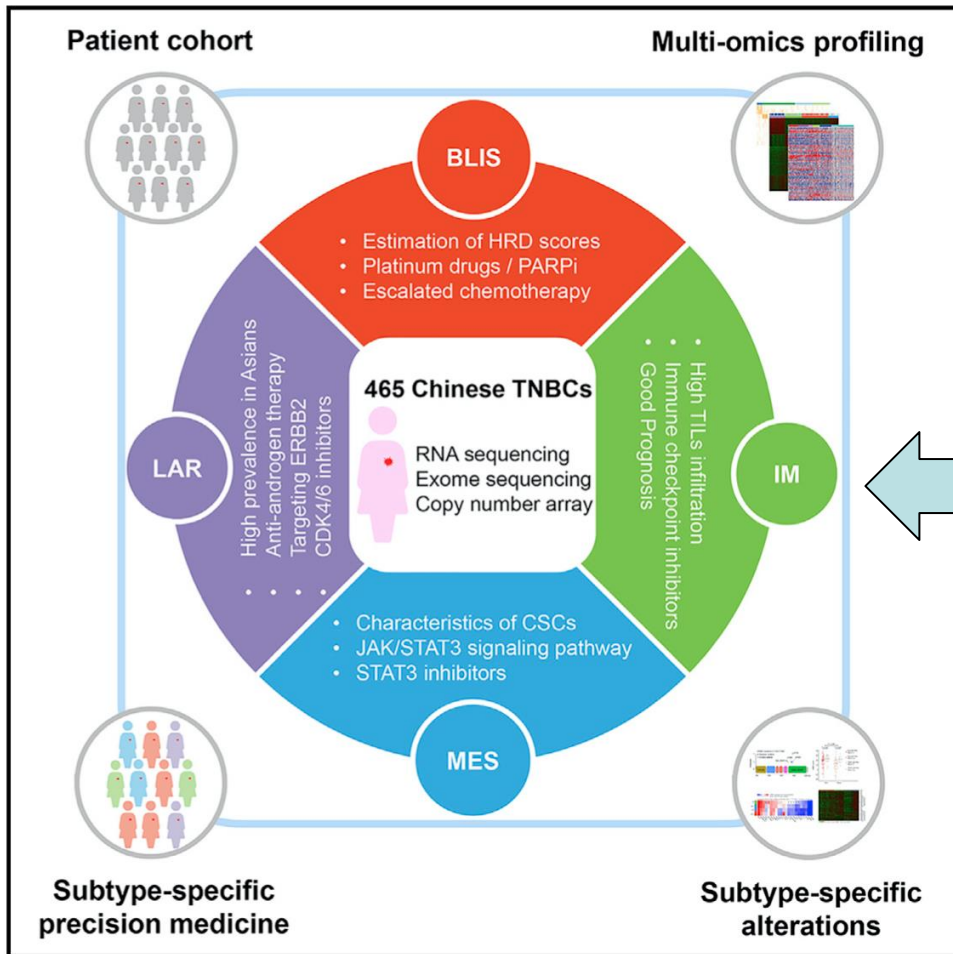 Patient cohort
Multi-omics profiling
BLIS
• Estimation of HRD scores
• Platinum drugs / PARPi
• Escalated chemotherapy
LAR
• High prevalence in Asians
• Anti-androgen therapy
• Targeting ERBB2
• CDK4/6 inhibitors
465 Chinese TNBCs
RNA sequencing
Exome sequencing
Copy number array
• High TILs infiltration
• Immune checkpoint inhibitors
• Good Prognosis
IM
• Characteristics of CSCs
• JAK/STAT3 signaling pathway
• STAT3 inhibitors
MES
Subtype-specific
precision medicine
Subtype-specific
alterations